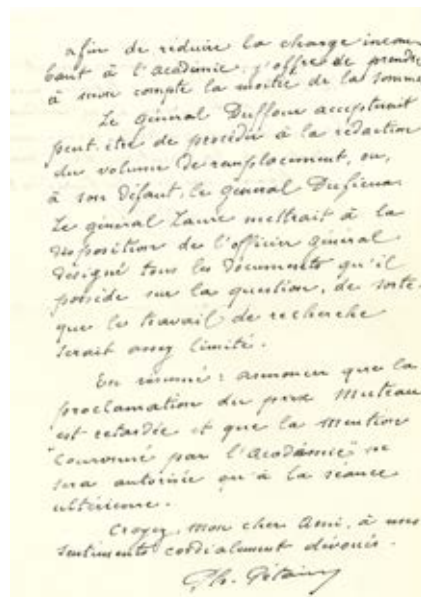 afin de réduire la charge incom-
bant à l'Académie, j'offre de prendre
à mon compte la moitié de la somme
Le général Duffour accepterait
peut-être de procéder à la rédaction
du volume de remplacement, ou,
à son défaut, le général Dufieux.
Le général Laure mettrait à la
disposition de l'officier général
désigné tous les documents qu'il
possède sur la question, de sorte
que le travail de recherche
serait assez limité.
En résumé : annoncer que la
proclamation du prix Muteau
est retardée et que la mention
"Couronné par l'Académie" ne
sera autorisée qu'à la séance
ultérieure.
Croyez, mon cher Ami, à mes
sentiments cordialement dévoués.
Ph. Pétain